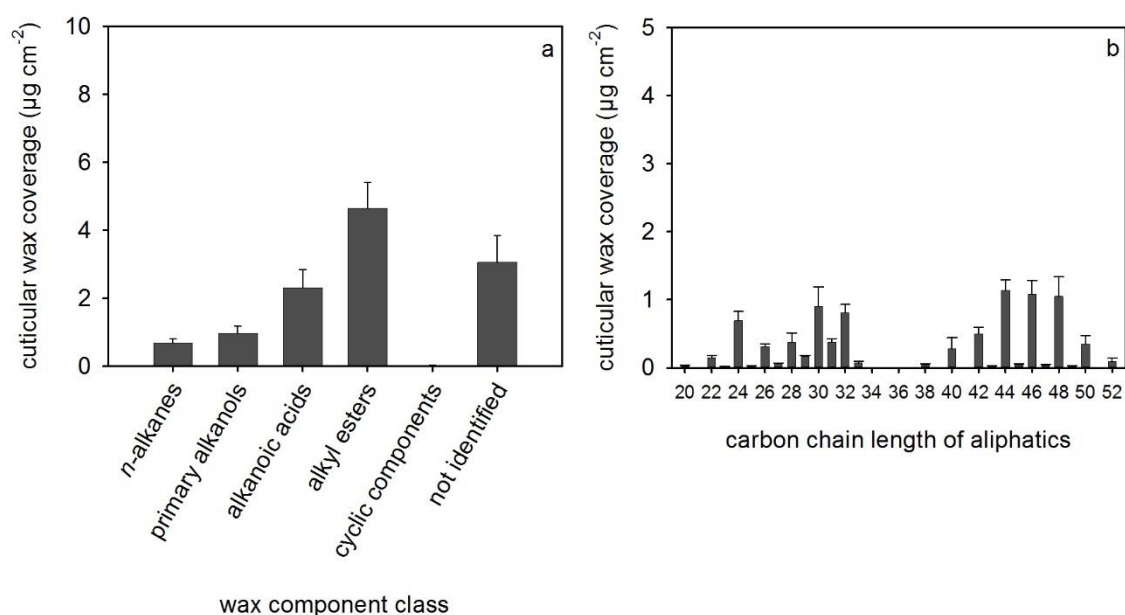 a
cuticular wax coverage (µg cm⁻²)
10
8
6
4
2
0
n-alkanes
primary alkanols
alkanoic acids
alkyl esters
cyclic components
not identified
wax component class
b
cuticular wax coverage (µg cm⁻²)
5
4
3
2
1
0
20 22 24 26 28 30 32 34 36 38 40 42 44 46 48 50 52
carbon chain length of aliphatics